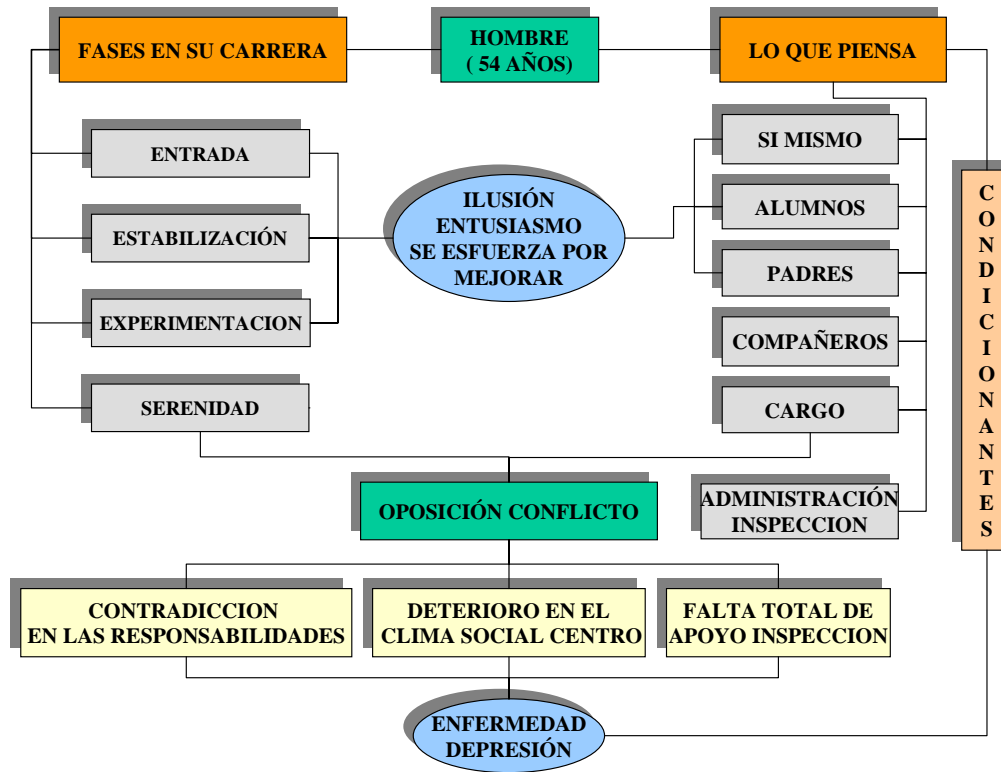 FASES EN SU CARRERA
HOMBRE
( 54 AÑOS)
LO QUE PIENSA
ENTRADA
ESTABILIZACIÓN
EXPERIMENTACION
SERENIDAD
ILUSIÓN
ENTUSIASMO
SE ESFUERZA POR
MEJORAR
SI MISMO
ALUMNOS
PADRES
COMPAÑEROS
CARGO
ADMINISTRACIÓN
INSPECCION
CONDICIONANTES
OPOSICIÓN CONFLICTO
CONTRADICCION
EN LAS RESPONSABILIDADES
DETERIORO EN EL
CLIMA SOCIAL CENTRO
FALTA TOTAL DE
APOYO INSPECCION
ENFERMEDAD
DEPRESIÓN